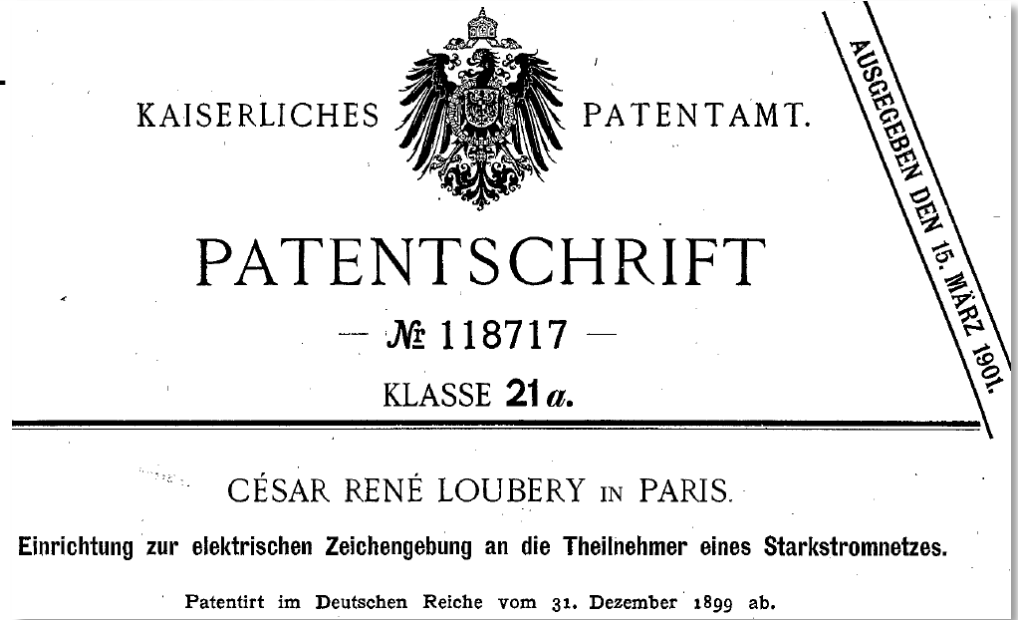 KAISERLICHES PATENTAMT.
AUSGEGEBEN DEN 15. MÄRZ 1901.
PATENTSCHRIFT
— № 118717 —
KLASSE 21 a.
CÉSAR RENÉ LOUBERY IN PARIS.
Einrichtung zur elektrischen Zeichengebung an die Theilnehmer eines Starkstromnetzes.
Patentirt im Deutschen Reiche vom 31. Dezember 1899 ab.